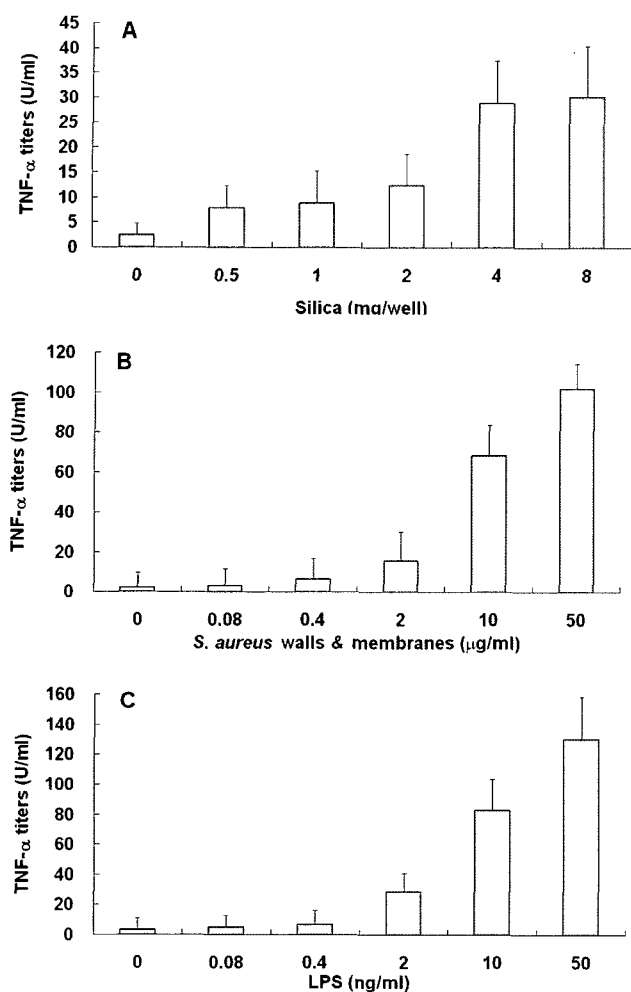 A
TNF-α titers (U/ml)
45
40
35
30
25
20
15
10
5
0
0 0.5 1 2 4 8
Silica (mg/well)
B
TNF-α titers (U/ml)
120
100
80
60
40
20
0
0 0.08 0.4 2 10 50
S. aureus walls & membranes (μg/ml)
C
TNF-α titers (U/ml)
160
140
120
100
80
60
40
20
0
0 0.08 0.4 2 10 50
LPS (ng/ml)